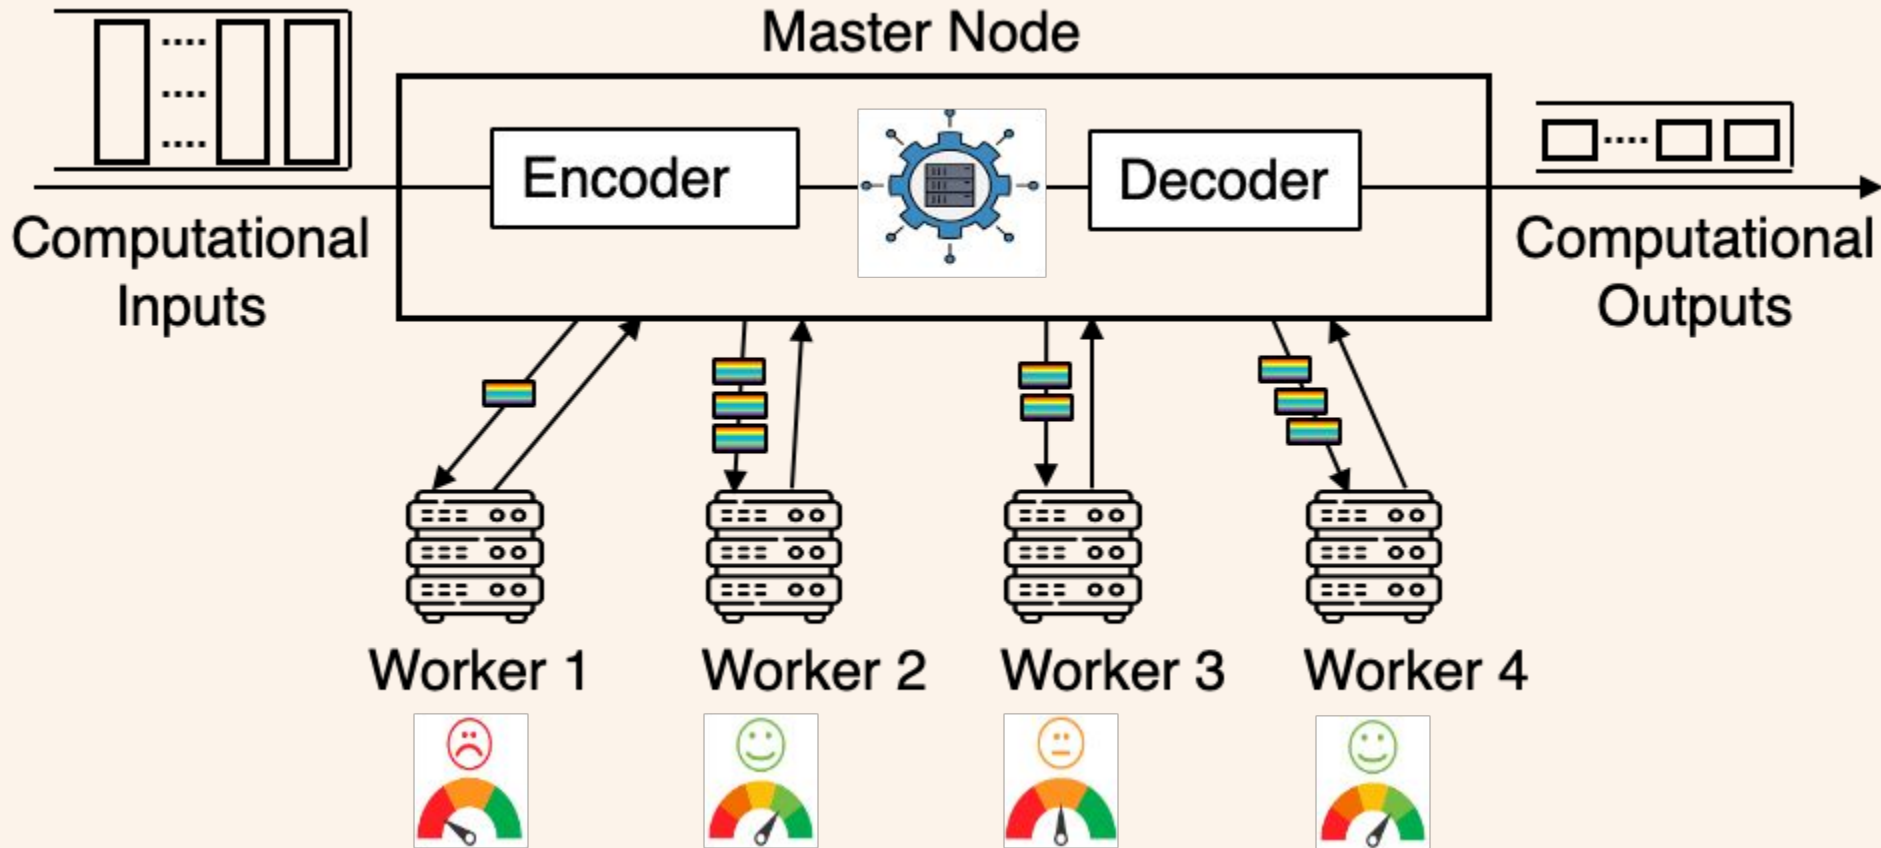 Master Node
Encoder
Decoder
Computational
Inputs
Computational
Outputs
Worker 1
Worker 2
Worker 3
Worker 4